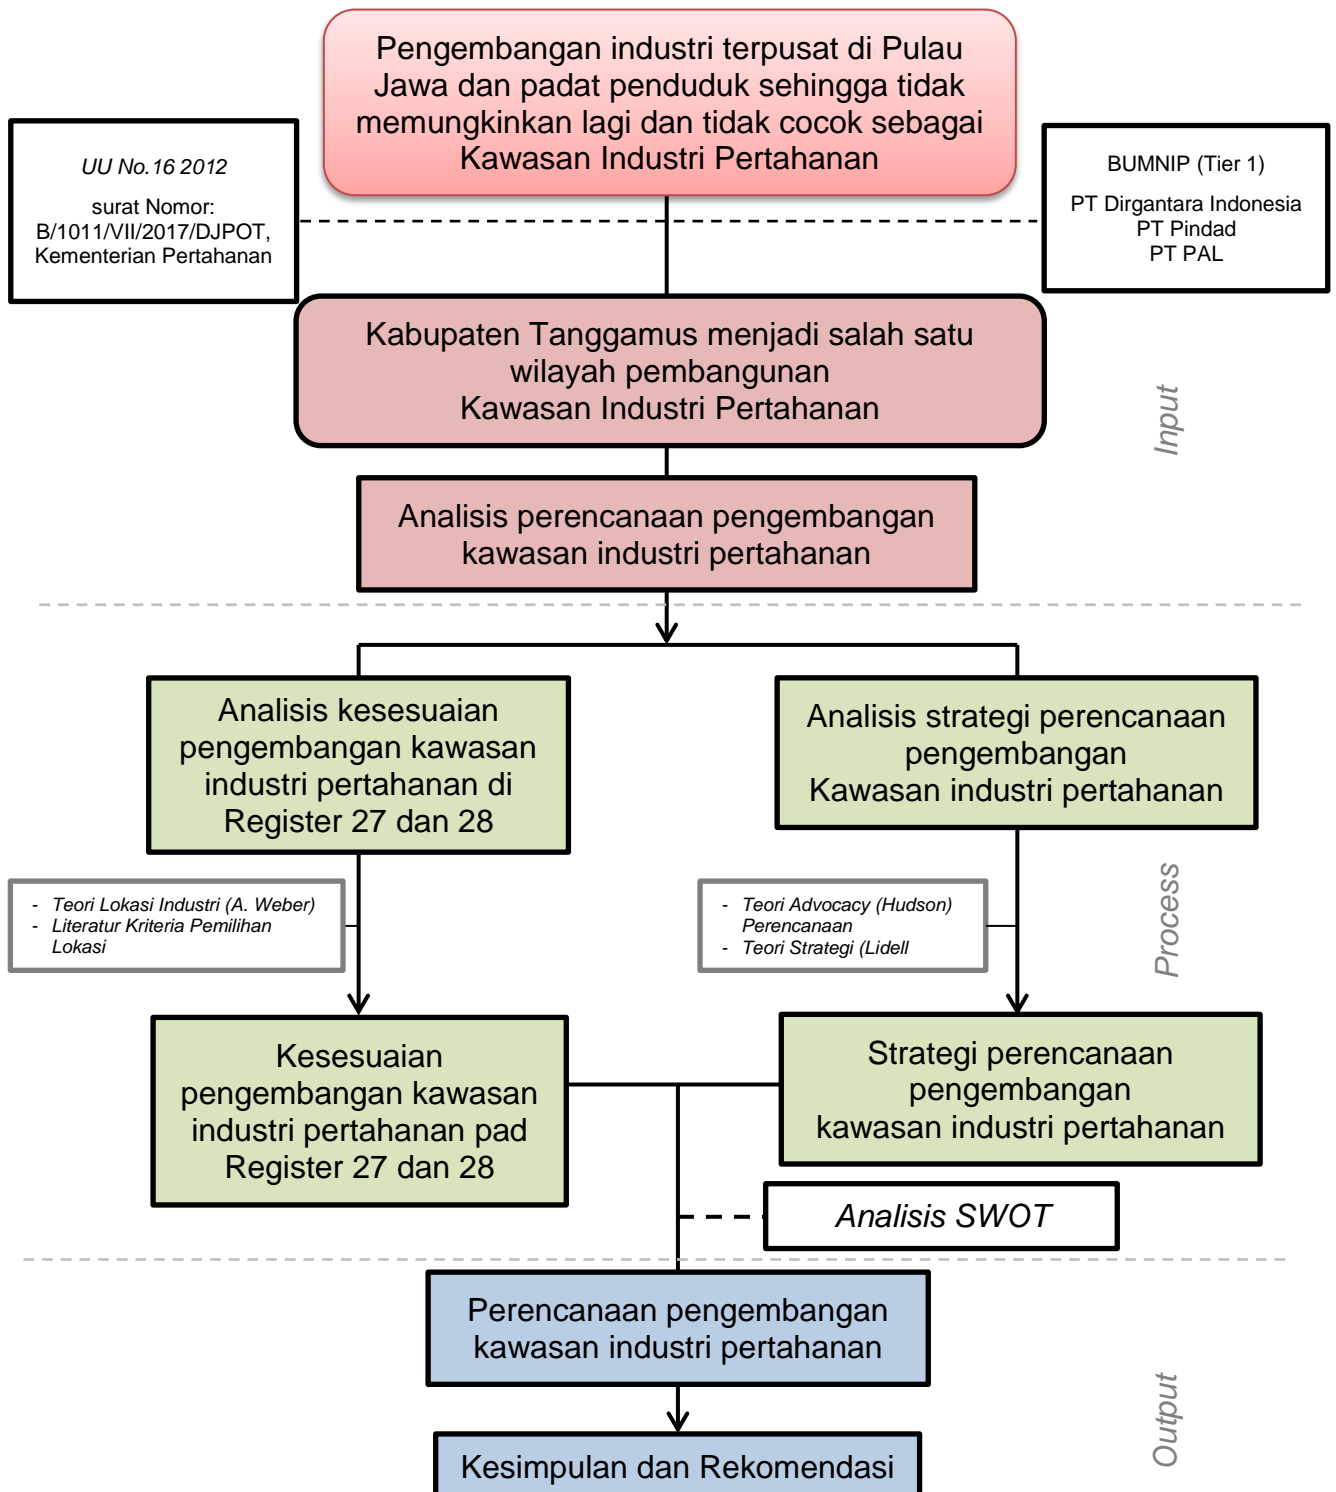 Pengembangan industri terpusat di Pulau
Jawa dan padat penduduk sehingga tidak
memungkinkan lagi dan tidak cocok sebagai
Kawasan Industri Pertahanan
UU No.16 2012
surat Nomor:
B/1011/VII/2017/DJPOT,
Kementerian Pertahanan
BUMNIP (Tier 1)
PT Dirgantara Indonesia
PT Pindad
PT PAL
Kabupaten Tanggamus menjadi salah satu
wilayah pembangunan
Kawasan Industri Pertahanan
Input
Analisis perencanaan pengembangan
kawasan industri pertahanan
Analisis kesesuaian
pengembangan kawasan
industri pertahanan di
Register 27 dan 28
Analisis strategi perencanaan
pengembangan
Kawasan industri pertahanan
- Teori Lokasi Industri (A. Weber)
- Literatur Kriteria Pemilihan
Lokasi
- Teori Advocacy (Hudson)
Perencanaan
- Teori Strategi (Lidell
Process
Kesesuaian
pengembangan kawasan
industri pertahanan pad
Register 27 dan 28
Strategi perencanaan
pengembangan
kawasan industri pertahanan
Analisis SWOT
Perencanaan pengembangan
kawasan industri pertahanan
Output
Kesimpulan dan Rekomendasi